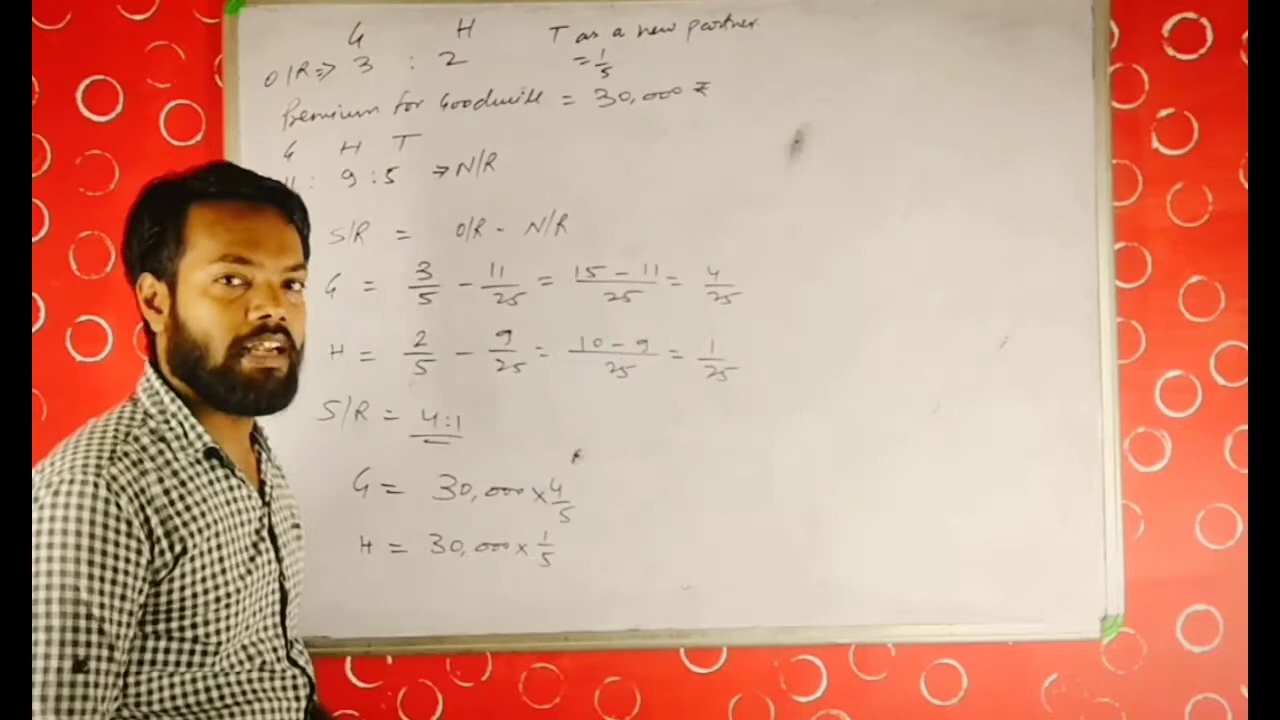 G H T as a new partner.
O/R => 3 : 2 = 1/5
Premium for Goodwill = 30,000 ₹
G H T
11 : 9 : 5 → N/R
S/R = O/R - N/R
G = 3/5 - 11/25 = 15 - 11/25 = 4/25
H = 2/5 - 9/25 = 10 - 9/25 = 1/25
S/R = 4:1
G = 30,000 × 4/5
H = 30,000 × 1/5